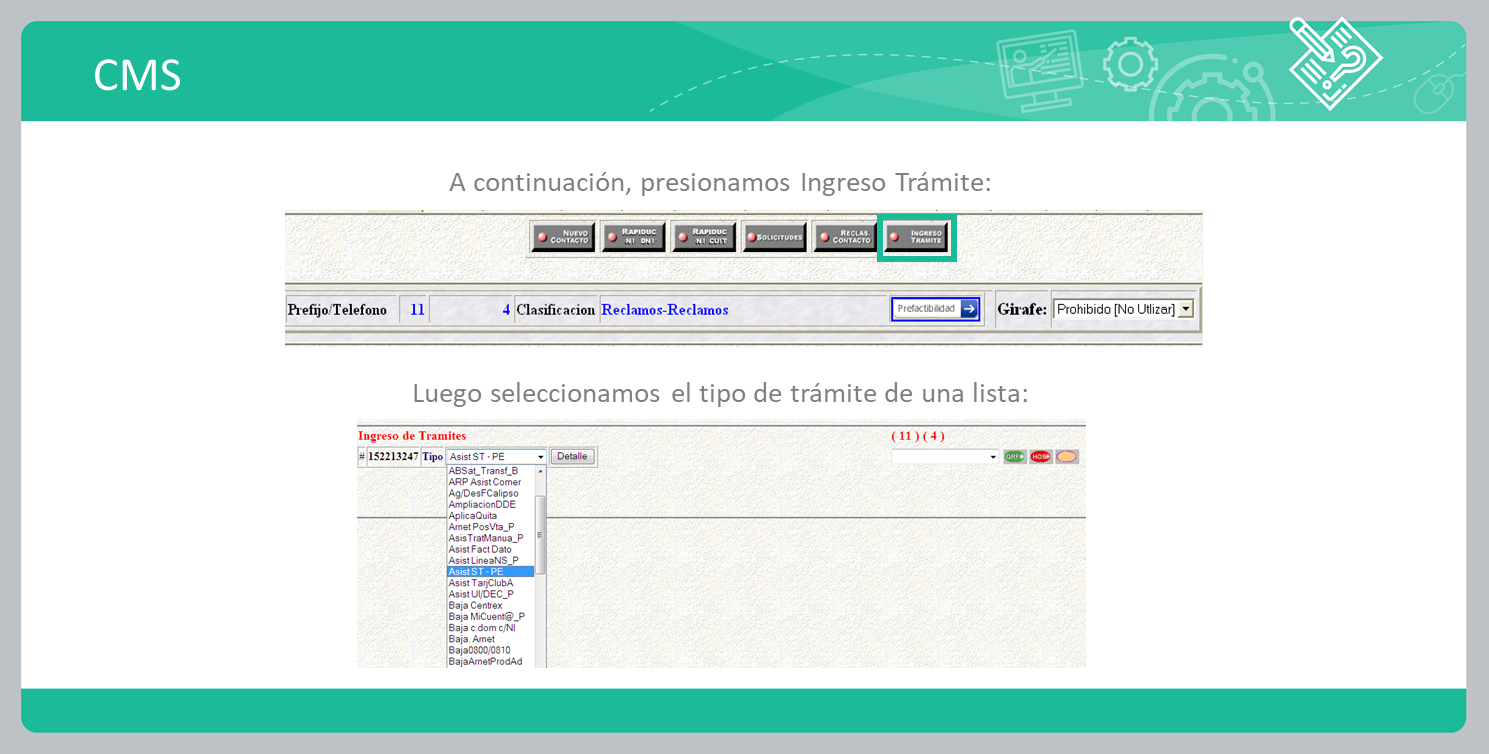 CMS
A continuación, presionamos Ingreso Trámite:
NUEVO CONTACTO
RAPIDUC N! DNI
RAPIDUC N! CUIT
SOLICITUDES
RECLAS. CONTACTO
INGRESO TRAMITE
Prefijo/Telefono 11 4 Clasificacion Reclamos-Reclamos Prefactibilidad Girafe: Prohibido [No Utlizar]
Luego seleccionamos el tipo de trámite de una lista:
Ingreso de Tramites ( 11 ) ( 4 )
# 152213247 Tipo Asist ST - PE Detalle GRF HOS
ABSat_Transf_B
ARP Asist Comer
Ag/DesFCalipso
AmpliacionDDE
AplicaQuita
Arnet PosVta_P
AsisTratManua_P
Asist Fact Dato
Asist LineaNS_P
Asist ST - PE
Asist TarjClubA
Asist UI/DEC_P
Baja Centrex
Baja MiCuent@_P
Baja c.dom c/NI
Baja. Arnet
Baja0800/0810
BajaArnetProdAd